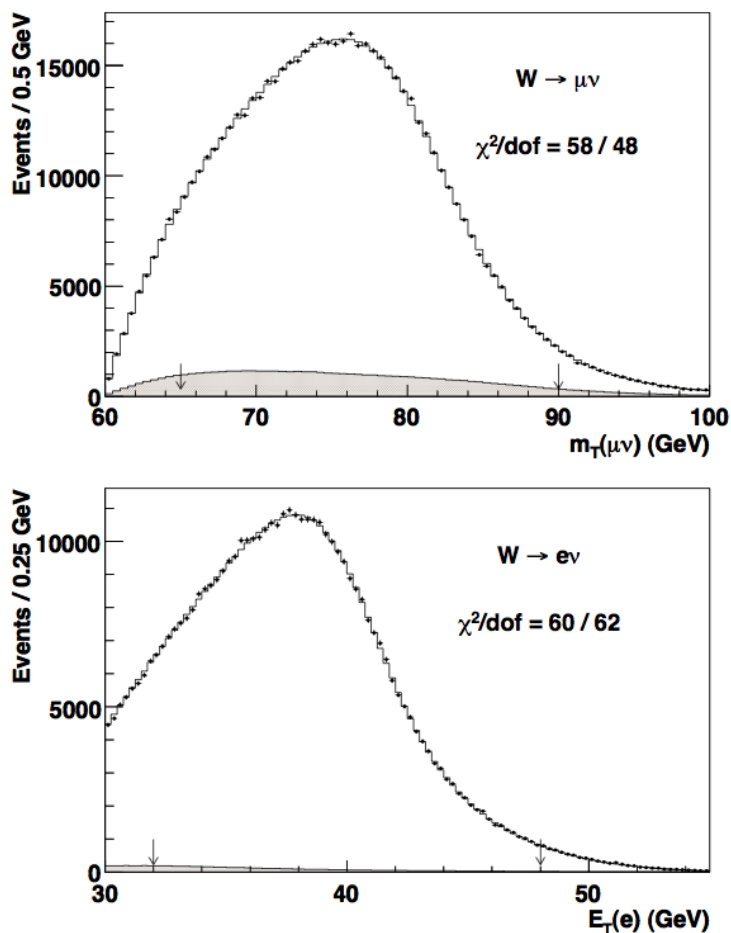 Events / 0.5 GeV
15000
10000
5000
0
W → μν
χ²/dof = 58 / 48
60 70 80 90 100
m_T(μν) (GeV)
Events / 0.25 GeV
10000
5000
0
W → eν
χ²/dof = 60 / 62
30 40 50
E_T(e) (GeV)